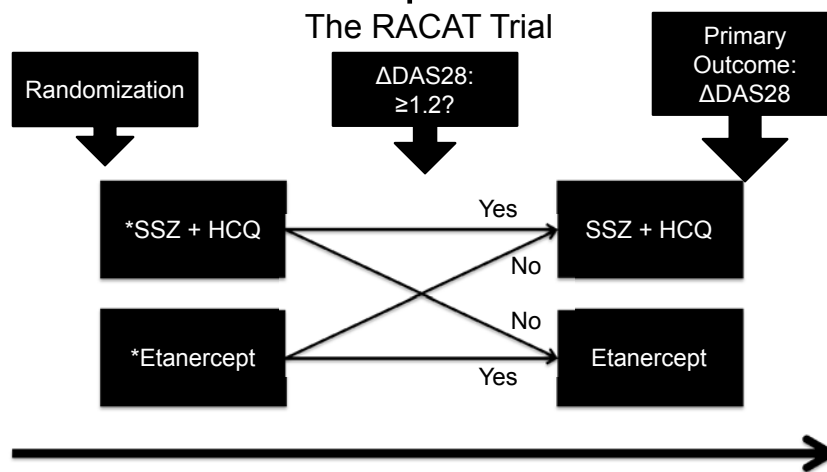 The RACAT Trial
Randomization
ΔDAS28:
≥1.2?
Primary
Outcome:
ΔDAS28
*SSZ + HCQ
Yes
SSZ + HCQ
No
No
*Etanercept
Yes
Etanercept